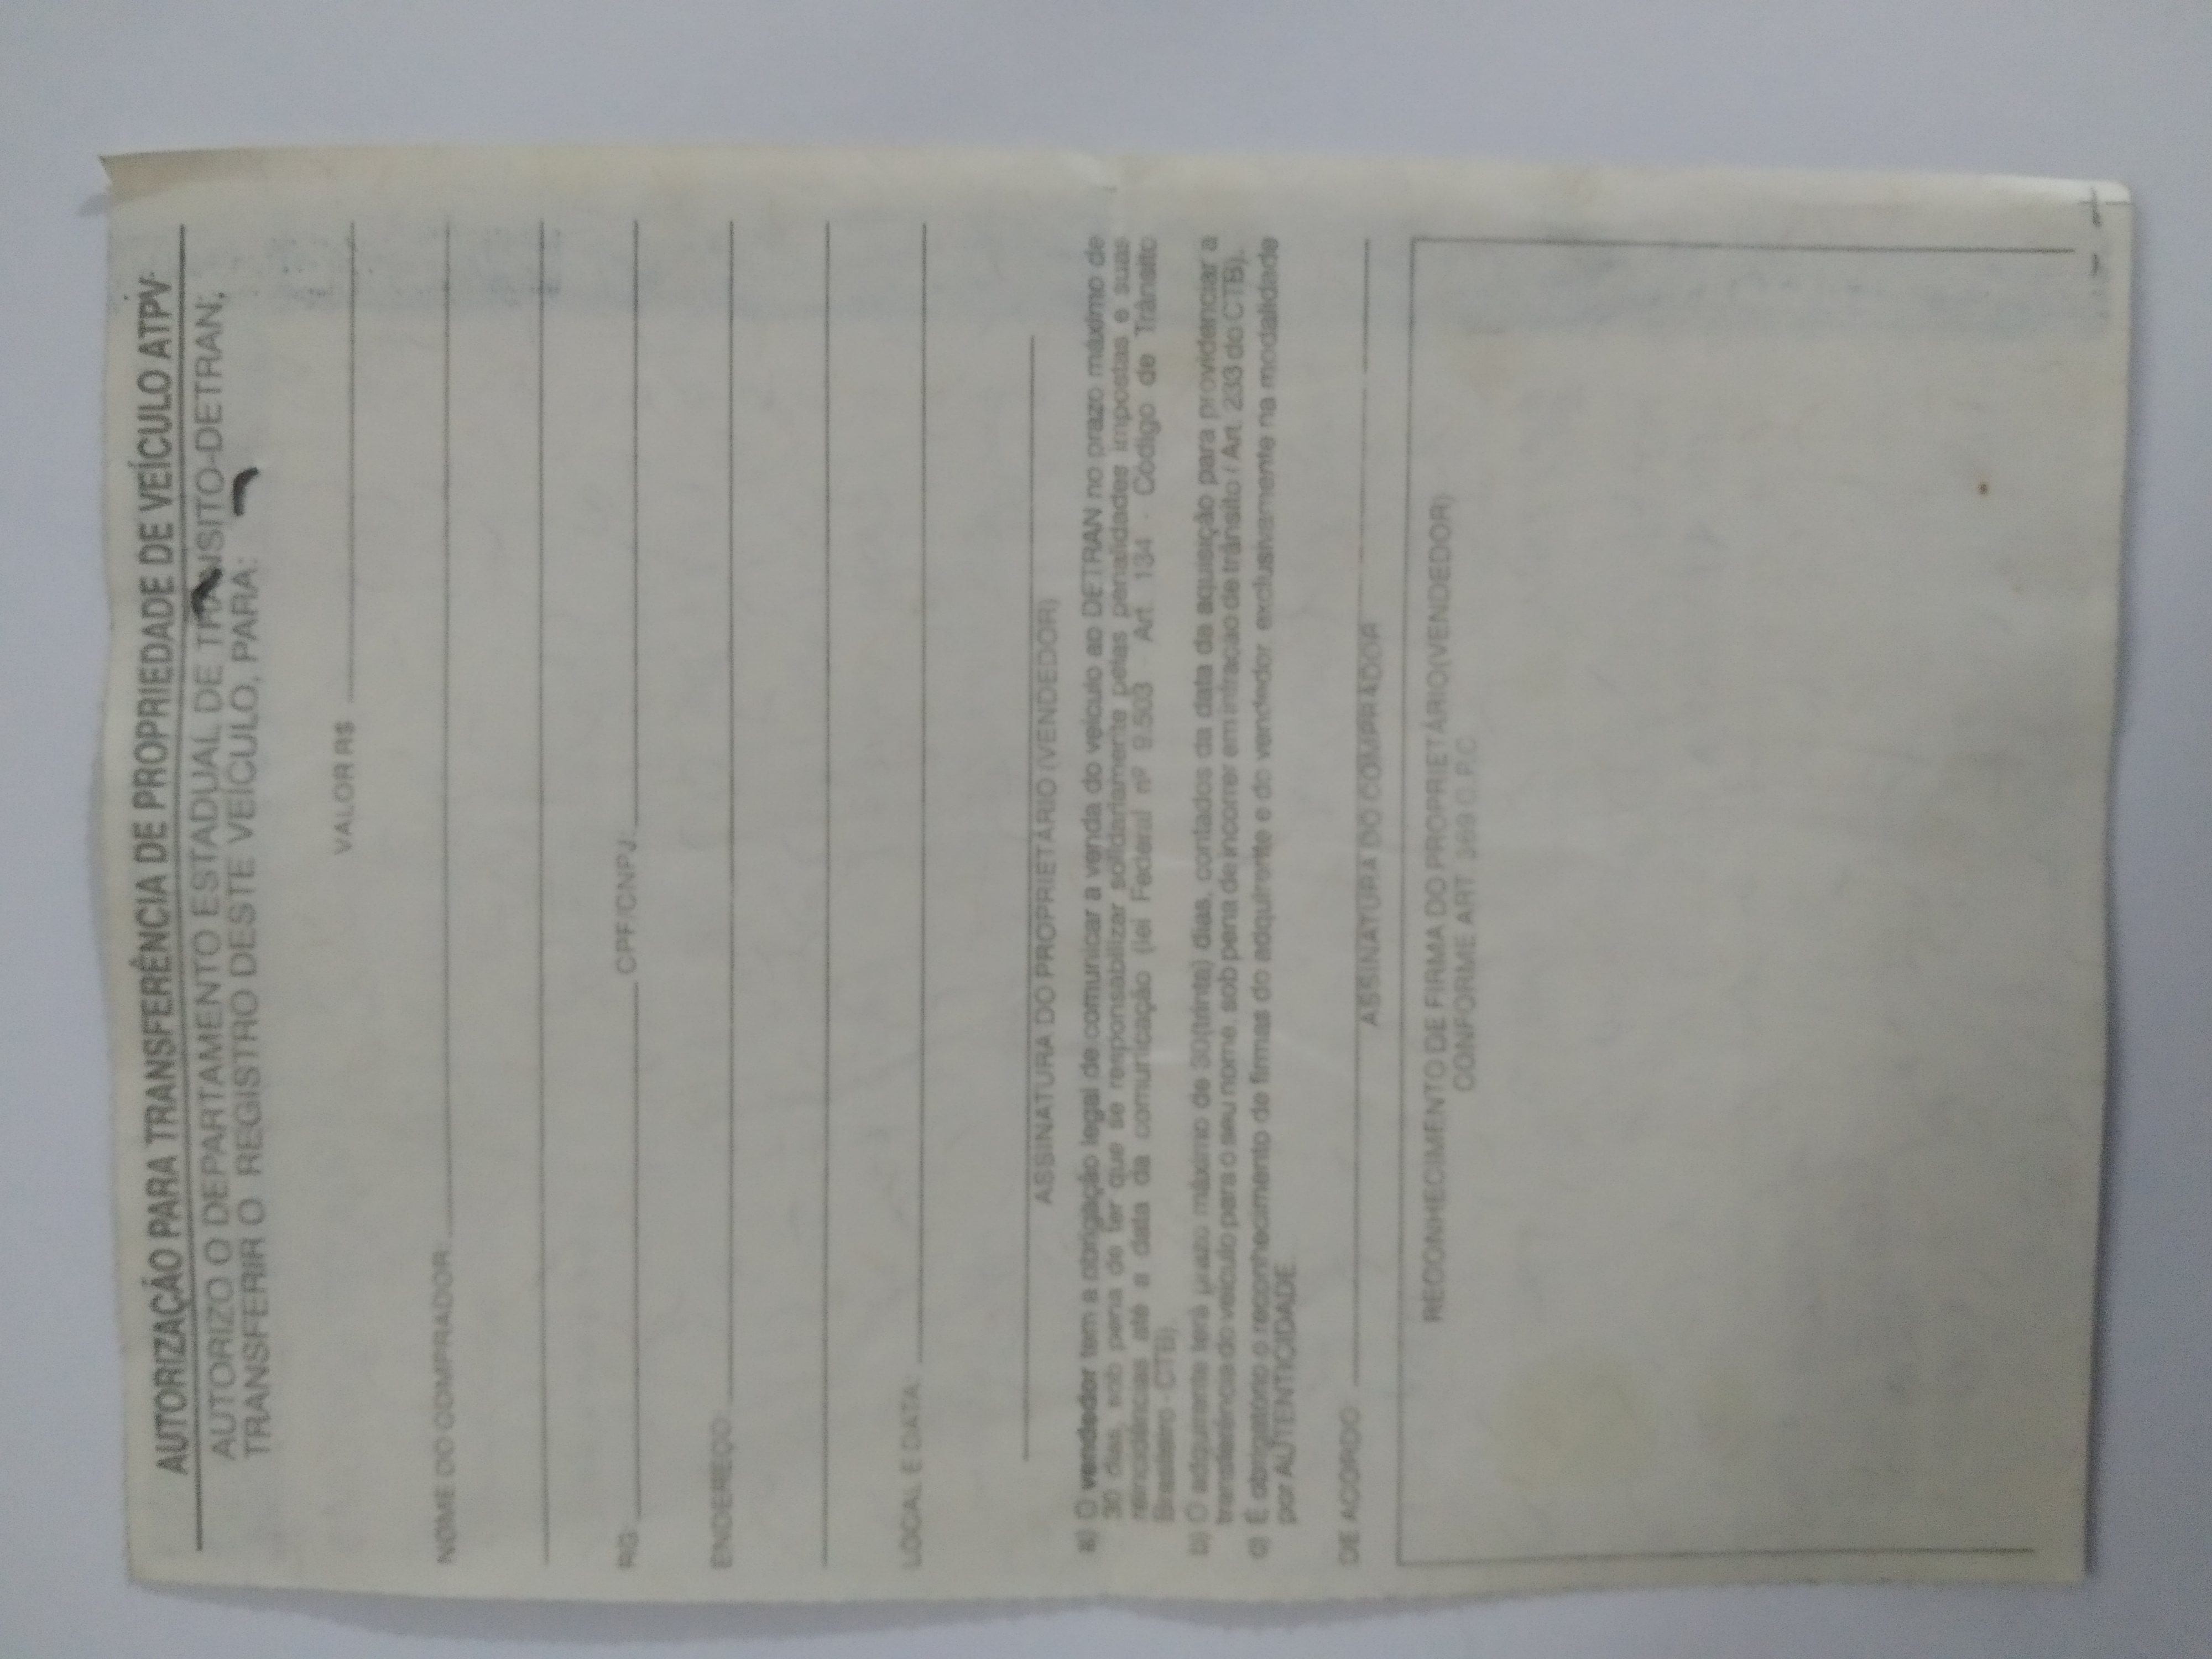 AUTORIZAÇÃO PARA TRANSFERÊNCIA DE PROPRIEDADE DE VEÍCULO ATPV-
AUTORIZO O DEPARTAMENTO ESTADUAL DE TRANSITO-DETRAN,
TRANSFERIR O REGISTRO DESTE VEÍCULO, PARA:
VALOR R$
NOME DO COMPRADOR:
RG: CPF/CNPJ:
ENDEREÇO:
LOCAL E DATA:
ASSINATURA DO PROPRIETÁRIO (VENDEDOR)
a) O vendedor tem a obrigação legal de comunicar a venda do veículo ao DETRAN no prazo máximo de
30 dias, sob pena de ter que se responsabilizar solidariamente pelas penalidades impostas e suas
reincidências até a data da comunicação (lei Federal nº 9.503 - Art. 134 - Código de Trânsito
Brasileiro - CTB).
b) O adquirente terá prazo máximo de 30(trinta) dias, contados da data da aquisição para providenciar a
transferência do veículo para o seu nome, sob pena de incorrer em infração de trânsito / Art. 233 do CTB).
c) É obrigatório o reconhecimento de firmas do adquirente e do vendedor, exclusivamente na modalidade
por AUTENTICIDADE.
DE ACORDO
ASSINATURA DO COMPRADOR
RECONHECIMENTO DE FIRMA DO PROPRIETÁRIO(VENDEDOR)
CONFORME ART. 369 C.P.C